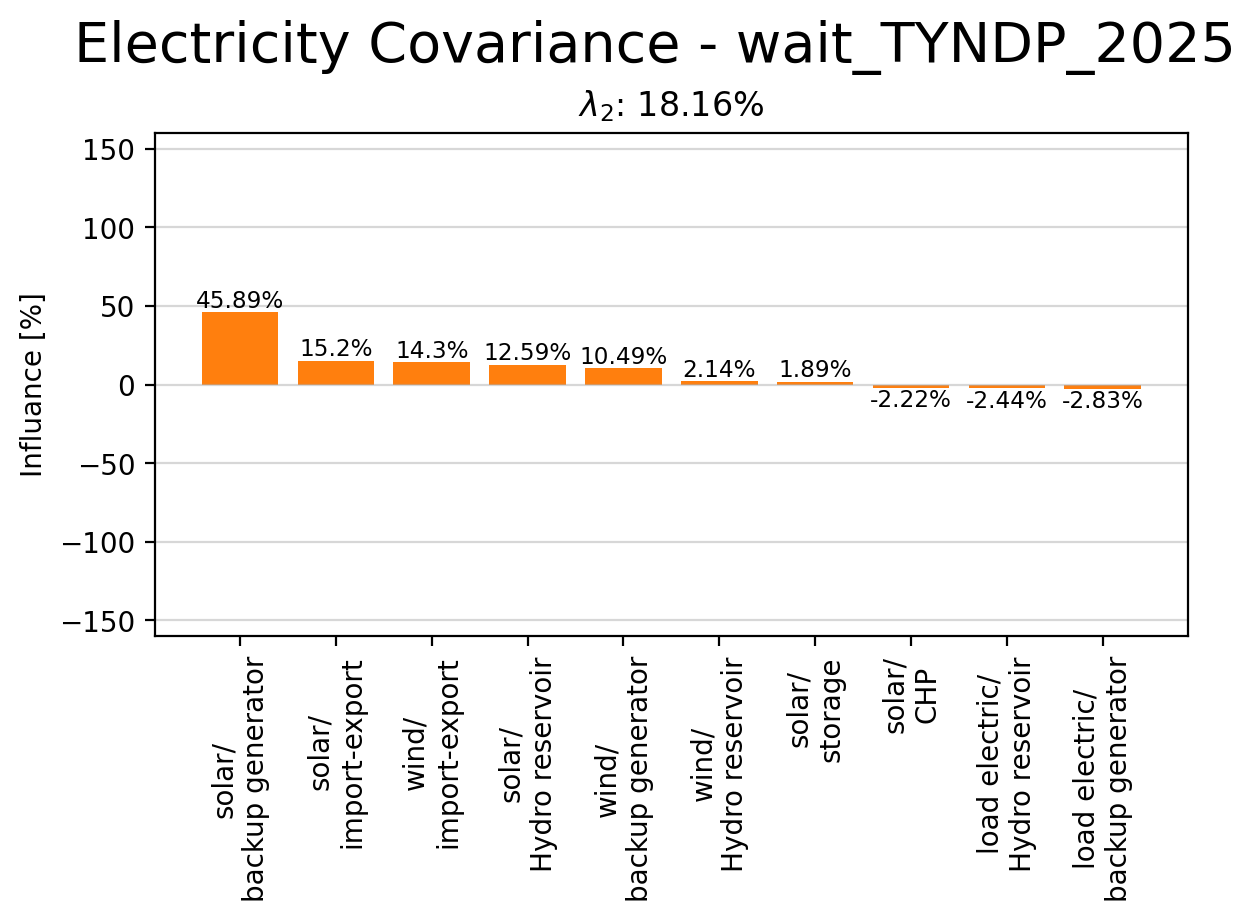 Electricity Covariance - wait_TYNDP_2025
λ₂: 18.16%
150
100
50
0
−50
−100
−150
Influance [%]
45.89%
15.2%
14.3%
12.59%
10.49%
2.14%
1.89%
-2.22%
-2.44%
-2.83%
solar/
backup generator
solar/
import-export
wind/
import-export
solar/
Hydro reservoir
wind/
backup generator
wind/
Hydro reservoir
solar/
storage
solar/
CHP
load electric/
Hydro reservoir
load electric/
backup generator